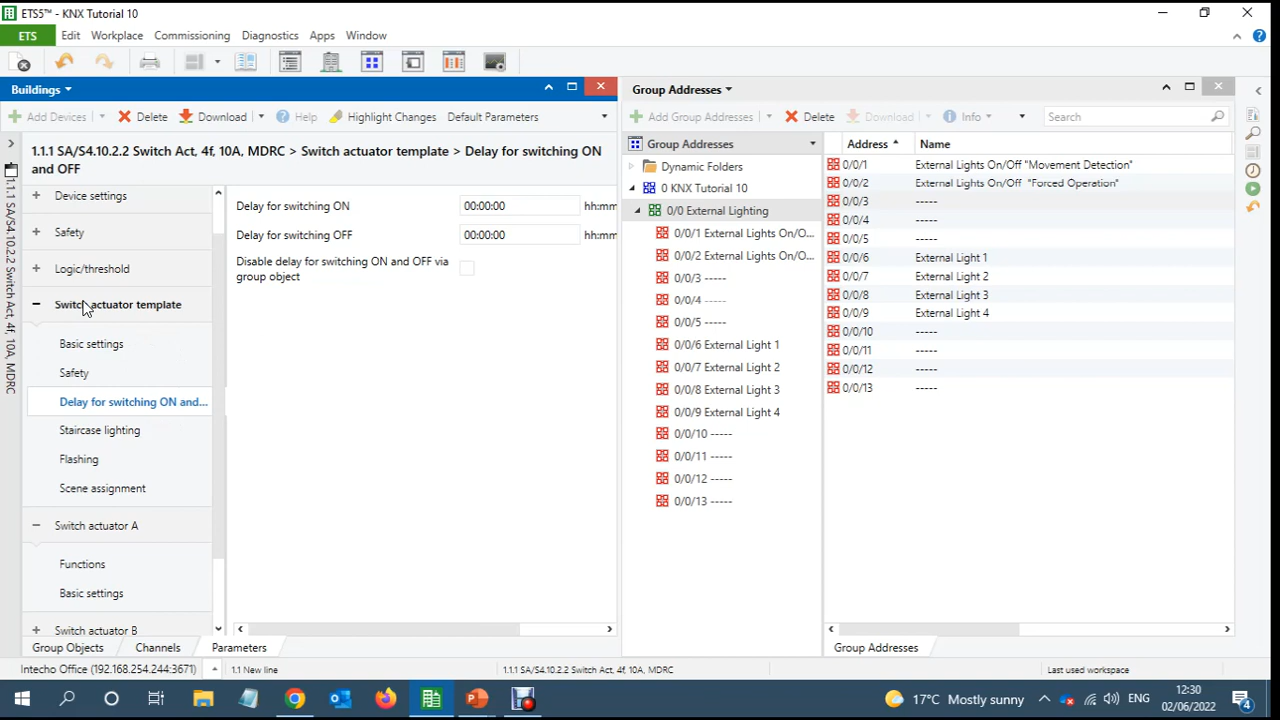 ETS5™ - KNX Tutorial 10
ETS Edit Workplace Commissioning Diagnostics Apps Window
Buildings
Add Devices Delete Download Help Highlight Changes Default Parameters
1.1.1 SA/S4.10.2.2 Switch Act, 4f, 10A, MDRC
1.1.1 SA/S4.10.2.2 Switch Act, 4f, 10A, MDRC > Switch actuator template > Delay for switching ON
and OFF
Device settings
Safety
Logic/threshold
Switch actuator template
Basic settings
Safety
Delay for switching ON and...
Staircase lighting
Flashing
Scene assignment
Switch actuator A
Functions
Basic settings
Switch actuator B
Delay for switching ON 00:00:00 hh:mm
Delay for switching OFF 00:00:00 hh:mm
Disable delay for switching ON and OFF via
group object
Group Objects Channels Parameters
Group Addresses
Add Group Addresses Delete Download Info Search
Group Addresses
Dynamic Folders
0 KNX Tutorial 10
0/0 External Lighting
0/0/1 External Lights On/O...
0/0/2 External Lights On/O...
0/0/3 -----
0/0/4 -----
0/0/5 -----
0/0/6 External Light 1
0/0/7 External Light 2
0/0/8 External Light 3
0/0/9 External Light 4
0/0/10 -----
0/0/11 -----
0/0/12 -----
0/0/13 -----
Address Name
0/0/1 External Lights On/Off "Movement Detection"
0/0/2 External Lights On/Off "Forced Operation"
0/0/3 -----
0/0/4 -----
0/0/5 -----
0/0/6 External Light 1
0/0/7 External Light 2
0/0/8 External Light 3
0/0/9 External Light 4
0/0/10 -----
0/0/11 -----
0/0/12 -----
0/0/13 -----
Group Addresses
Intecho Office (192.168.254.244:3671) 1.1 New line 1.1.1 SA/S4.10.2.2 Switch Act, 4f, 10A, MDRC Last used workspace
17°C Mostly sunny ENG 12:30
02/06/2022
4